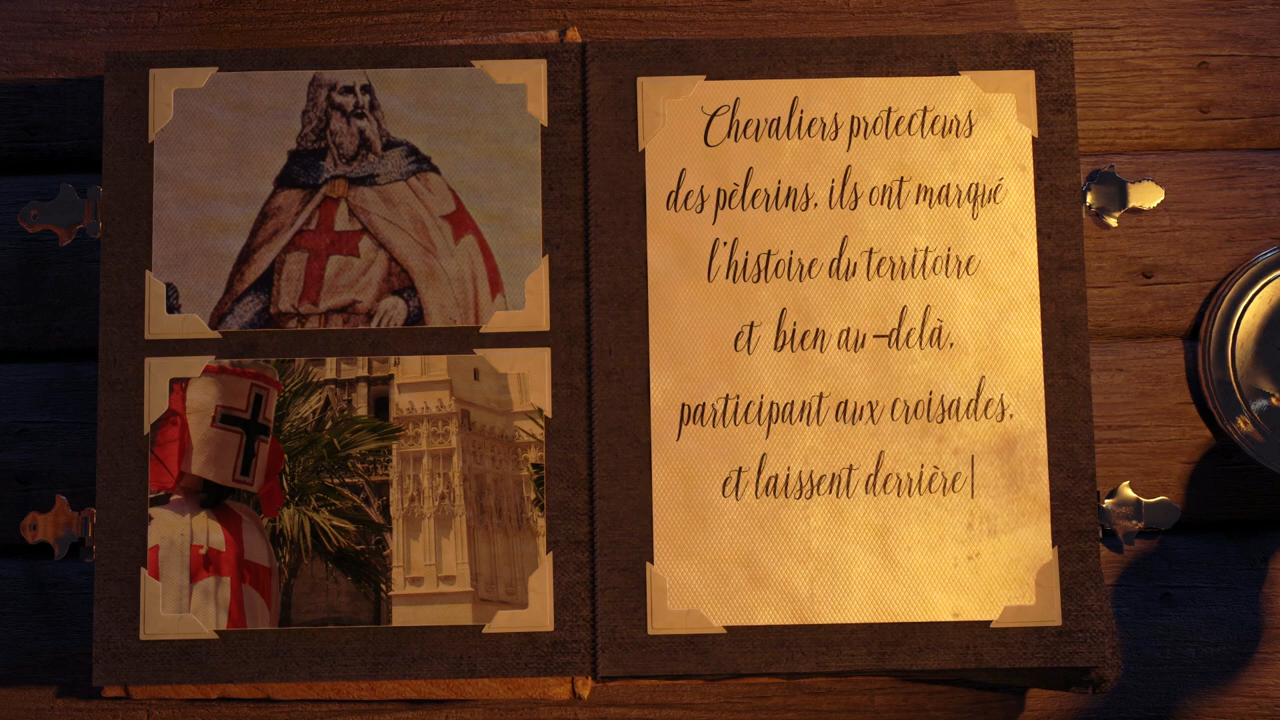 Chevaliers protecteurs
des pèlerins, ils ont marqué
l'histoire du territoire
et bien au-delà,
participant aux croisades,
et laissent derrière|